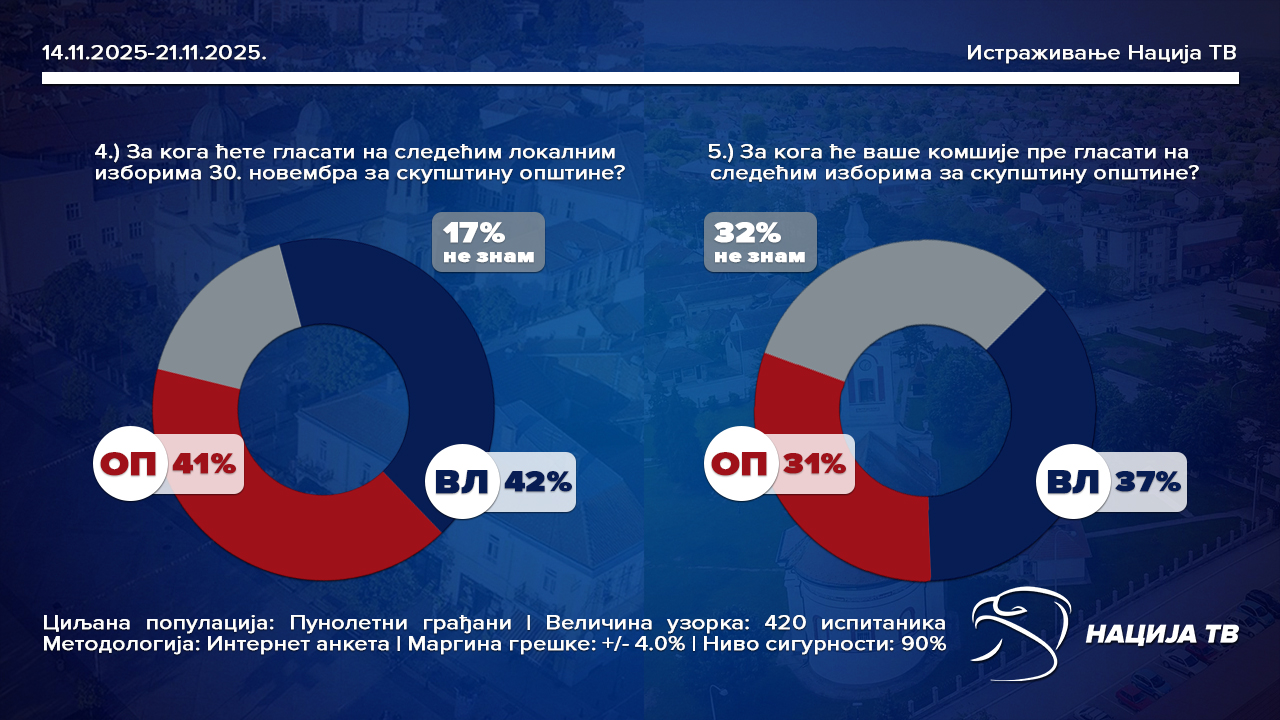 14.11.2025-21.11.2025.
Истраживање Нација ТВ
4.) За кога ћете гласати на следећим локалним
изборима 30. новембра за скупштину општине?
17%
не знам
ОП 41%
ВЛ 42%
5.) За кога ће ваше комшије пре гласати на
следећим изборима за скупштину општине?
32%
не знам
ОП 31%
ВЛ 37%
Циљана популација: Пунолетни грађани | Величина узорка: 420 испитаника
Методологија: Интернет анкета | Маргина грешке: +/- 4.0% | Ниво сигурности: 90%
НАЦИЈА ТВ